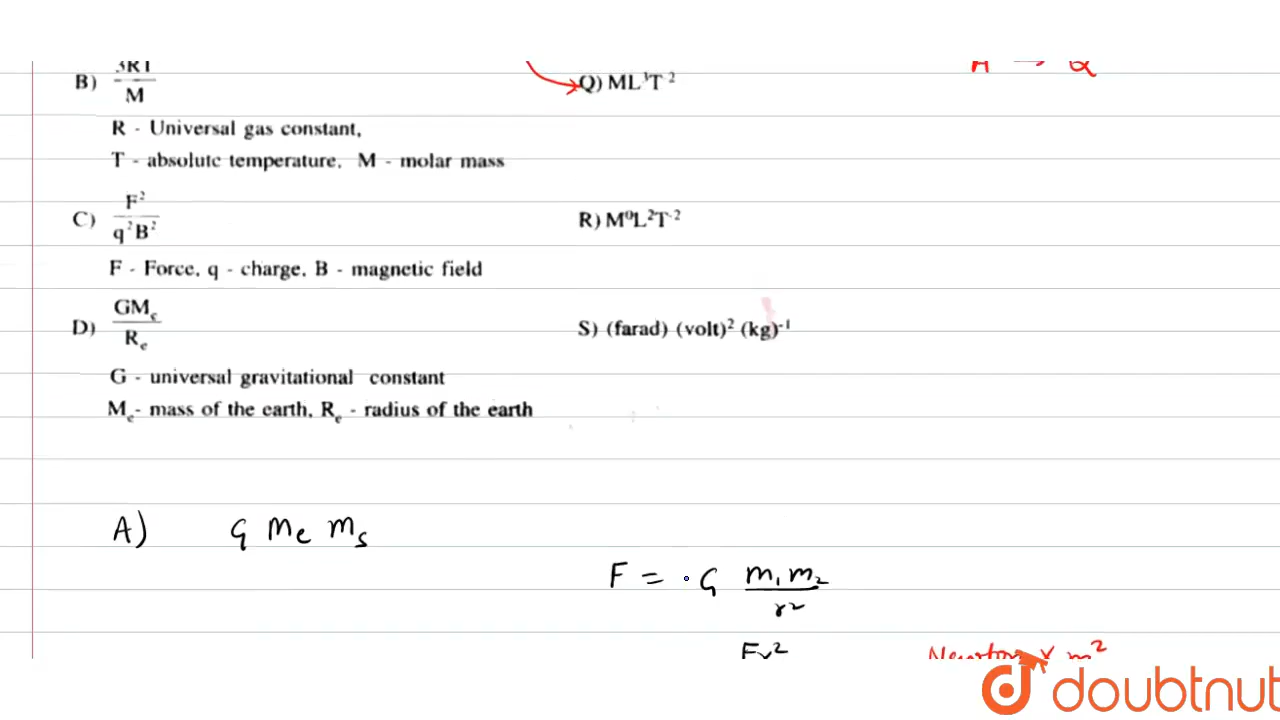 A → Q
B) 3RT / M
Q) ML³T⁻²
R - Universal gas constant,
T - absolute temperature, M - molar mass
C) F² / q²B²
R) M⁰L²T⁻²
F - Force, q - charge, B - magnetic field
D) GMe / Re
S) (farad) (volt)² (kg)⁻¹
G - universal gravitational constant
Me- mass of the earth, Re - radius of the earth
A) G Me Ms
F = G m₁m₂ / r²
Fr²
Newton x m²
doubtnut